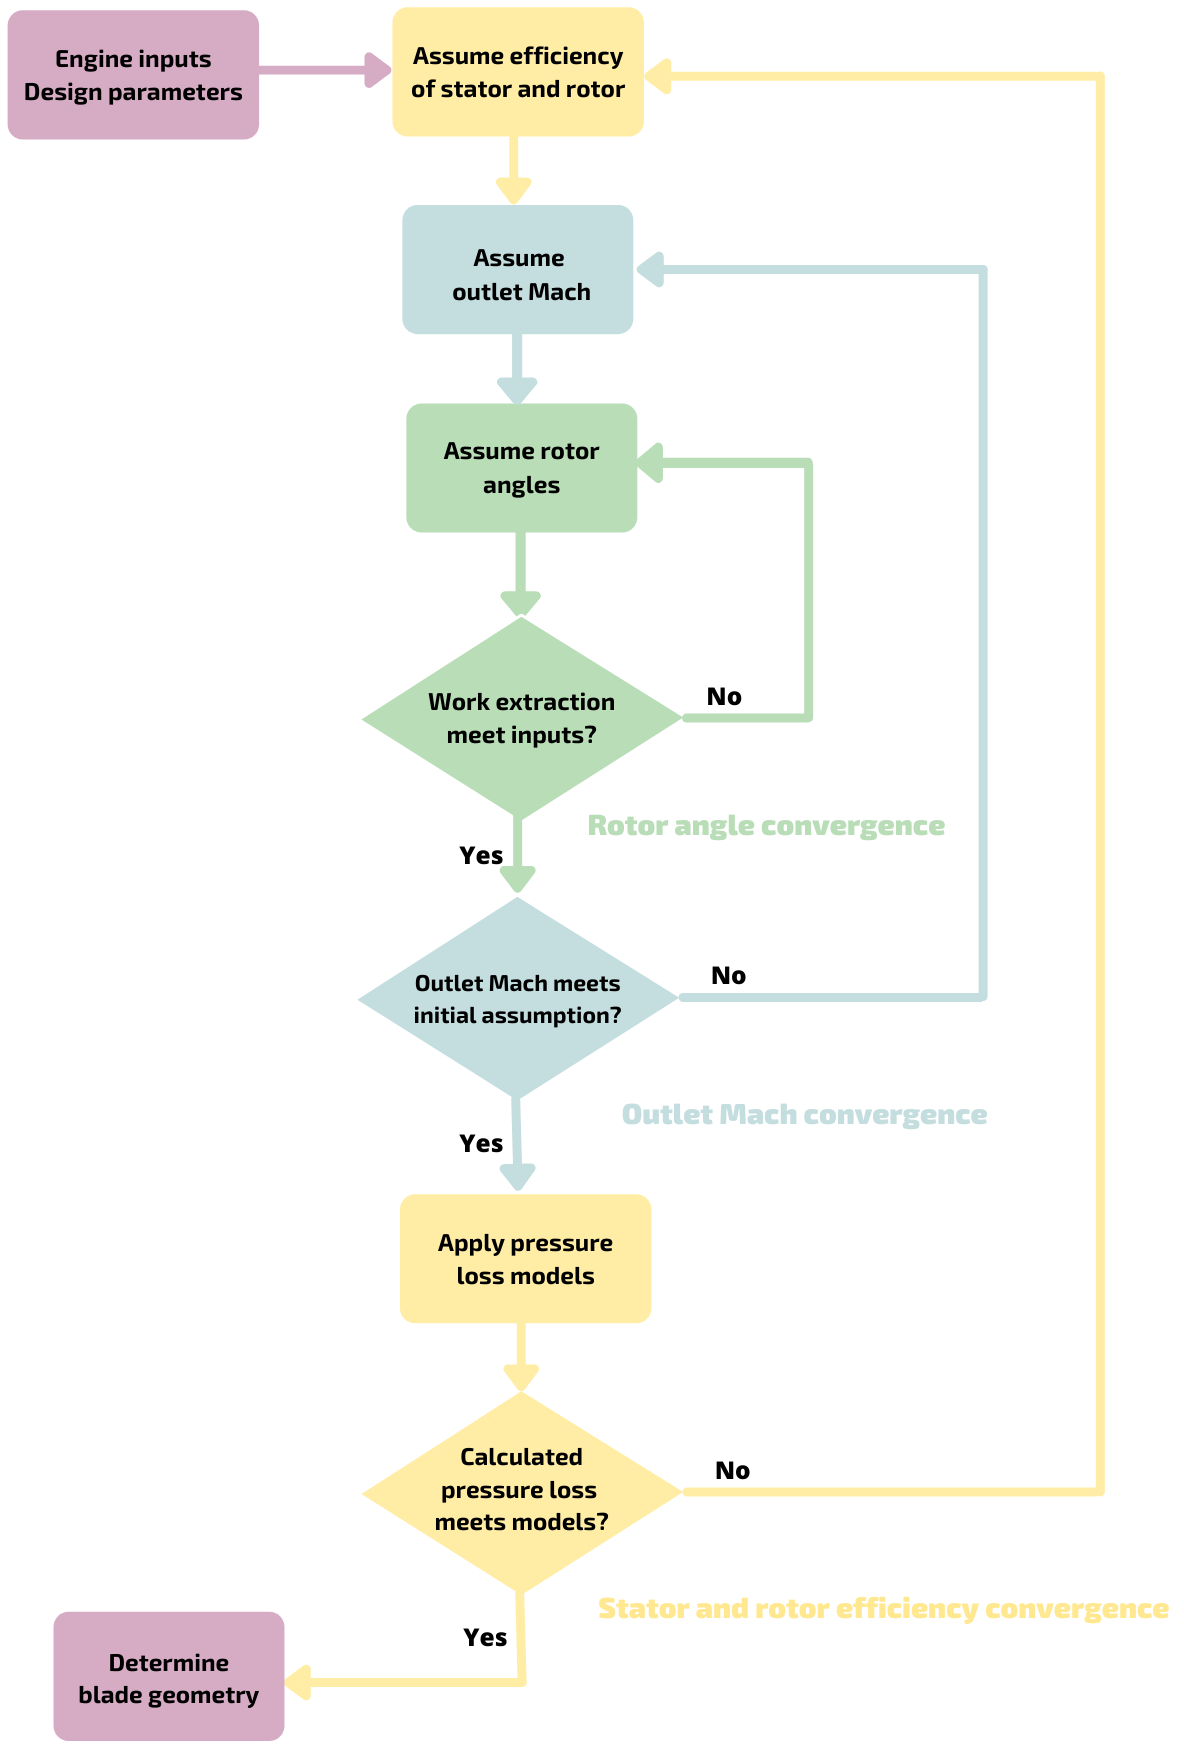 Engine inputs
Design parameters
Assume efficiency
of stator and rotor
Assume
outlet Mach
Assume rotor
angles
Work extraction
meet inputs?
No
Rotor angle convergence
Yes
Outlet Mach meets
initial assumption?
No
Outlet Mach convergence
Yes
Apply pressure
loss models
Calculated
pressure loss
meets models?
No
Stator and rotor efficiency convergence
Yes
Determine
blade geometry